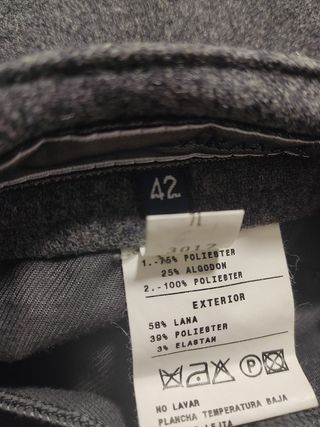 42
3017
1.-75% POLIESTER
25% ALGODON
2.-100% POLIESTER
EXTERIOR
58% LANA
39% POLIESTER
3% ELASTAN
NO LAVAR
PLANCHA TEMPERATURA BAJA